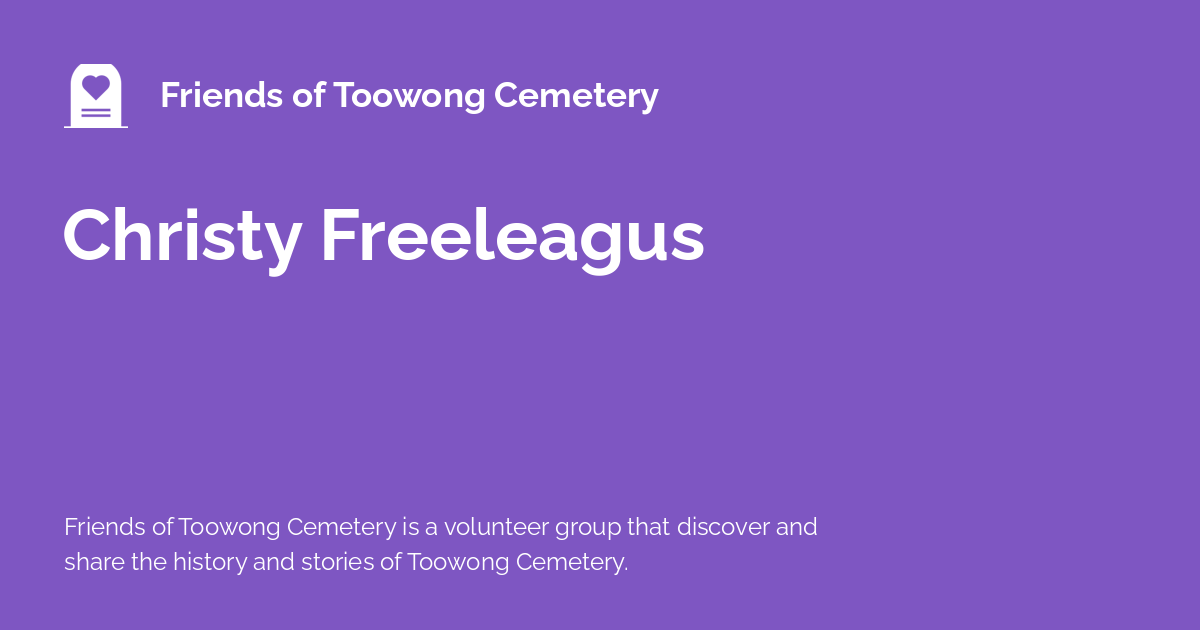 Friends of Toowong Cemetery
Christy Freeleagus
Friends of Toowong Cemetery is a volunteer group that discover and
share the history and stories of Toowong Cemetery.